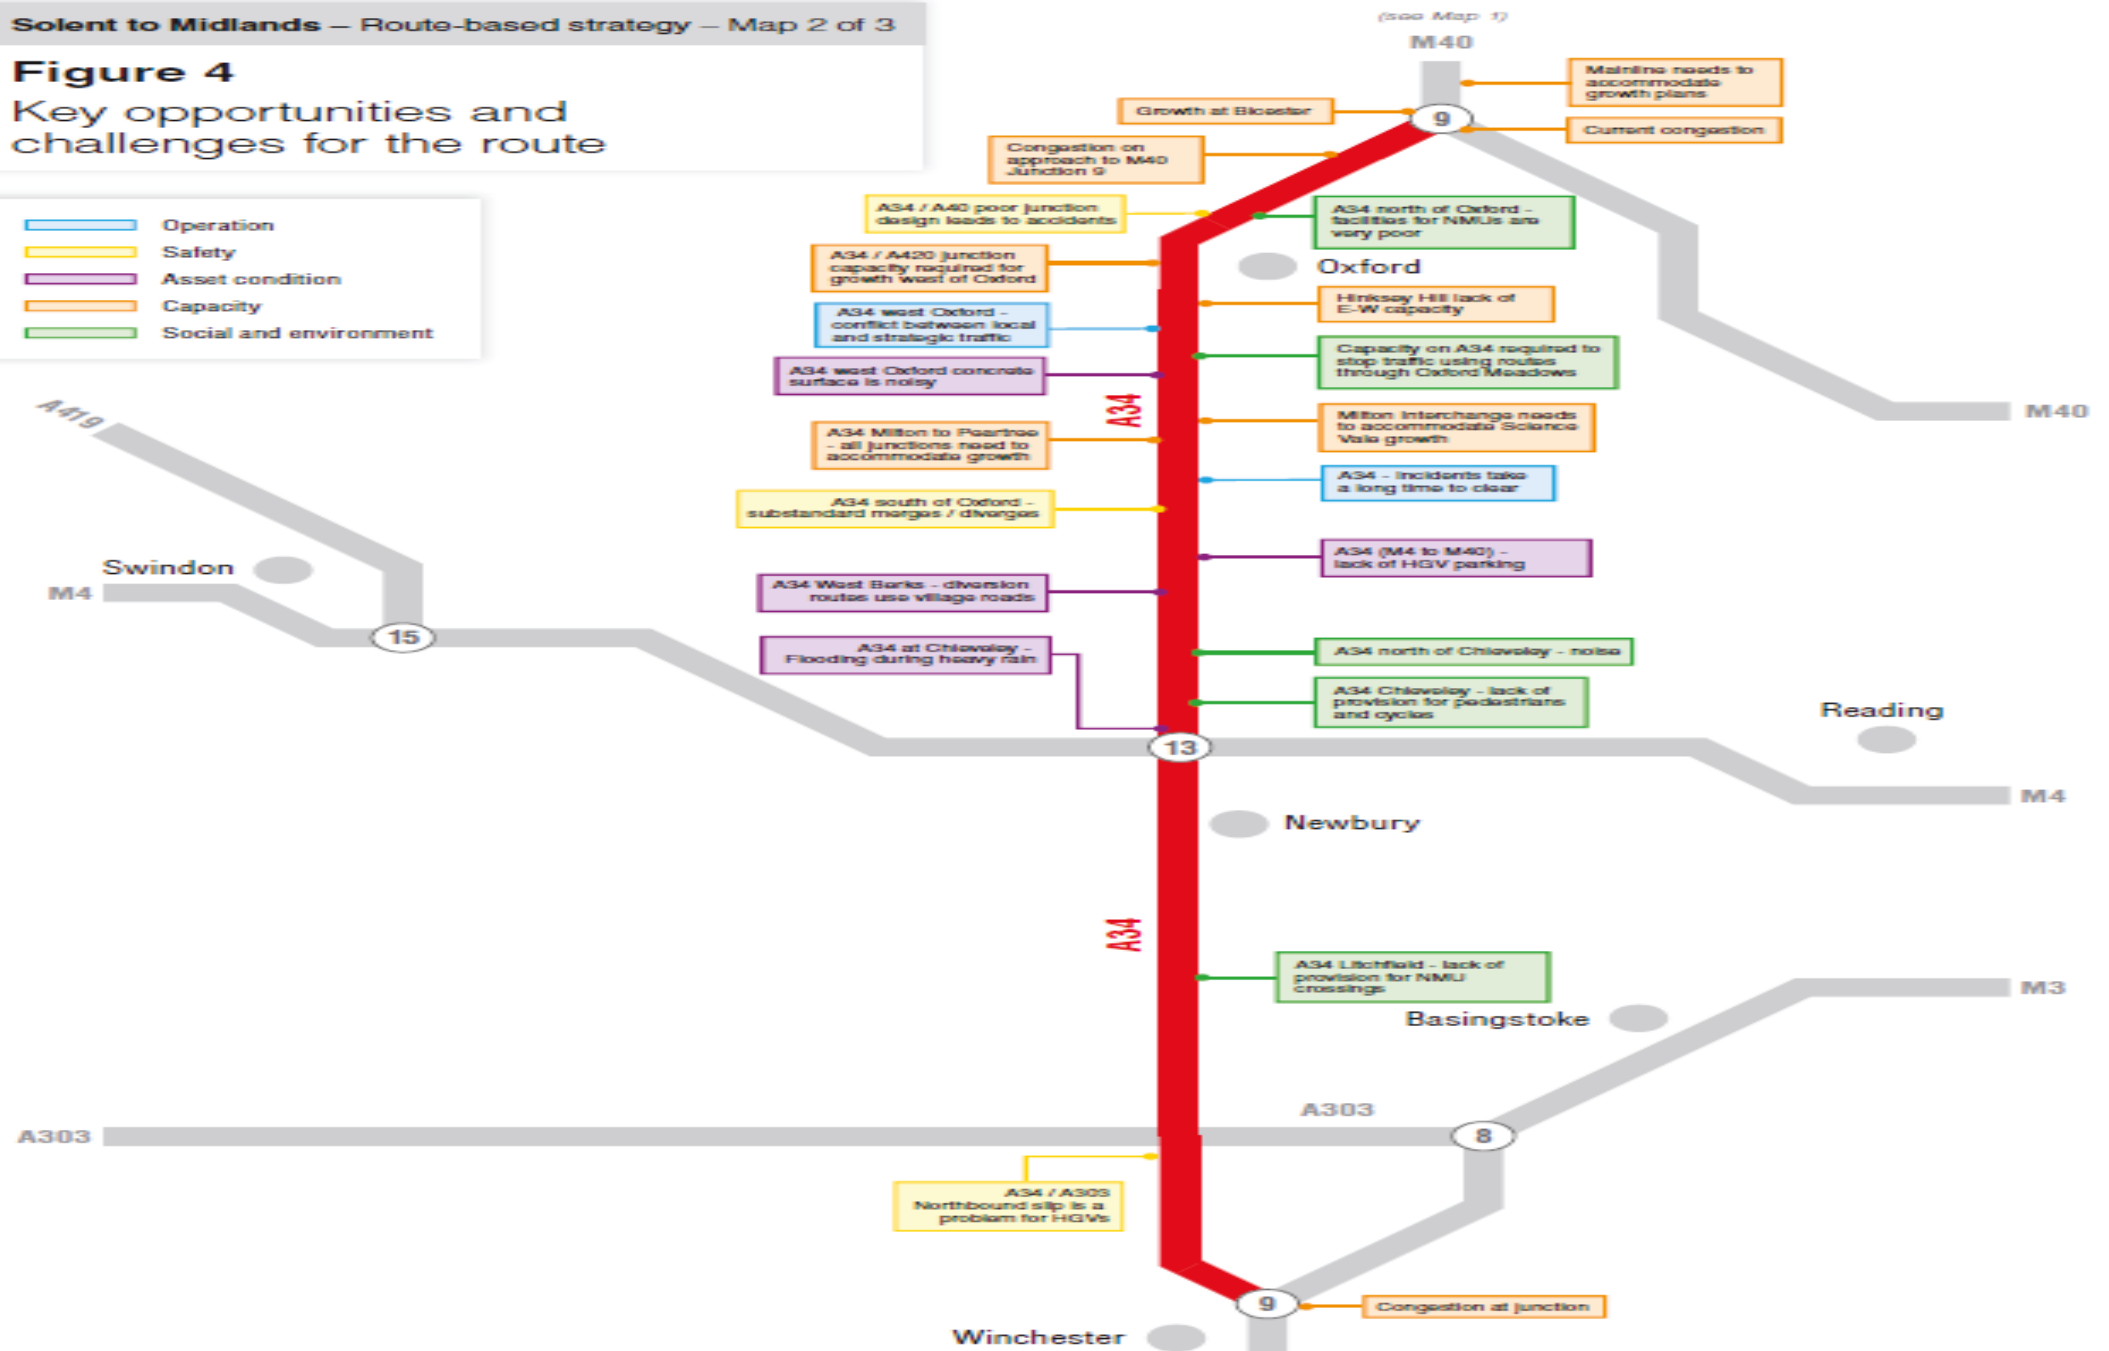 Solent to Midlands – Route-based strategy – Map 2 of 3
Figure 4
Key opportunities and
challenges for the route
Operation
Safety
Asset condition
Capacity
Social and environment
(see Map 1)
M40
Mainline needs to
accommodate
growth plans
Growth at Bicester
9
Current congestion
Congestion on
approach to M40
Junction 9
A34 / A40 poor junction
design leads to accidents
A34 north of Oxford -
facilities for NMUs are
very poor
A34 / A420 junction
capacity required for
growth west of Oxford
Oxford
Hinksey Hill lack of
E-W capacity
A34 west Oxford -
conflict between local
and strategic traffic
Capacity on A34 required to
stop traffic using routes
through Oxford Meadows
A34 west Oxford concrete
surface is noisy
A34
M40
A419
Milton Interchange needs
to accommodate Science
Vale growth
A34 Milton to Peartree
- all junctions need to
accommodate growth
A34 - Incidents take
a long time to clear
A34 south of Oxford -
substandard merges / diverges
A34 (M4 to M40) -
lack of HGV parking
Swindon
M4
15
A34 West Berks - diversion
routes use village roads
A34 at Chieveley -
Flooding during heavy rain
A34 north of Chieveley - noise
A34 Chieveley - lack of
provision for pedestrians
and cycles
Reading
13
M4
Newbury
A34
A34 Litchfield - lack of
provision for NMU
crossings
M3
Basingstoke
A303
A303
8
A34 / A303
Northbound slip is a
problem for HGVs
9
Congestion at junction
Winchester